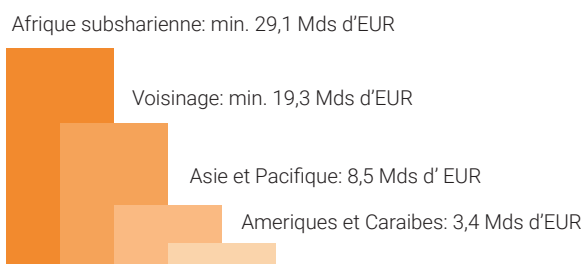 Afrique subsharienne: min. 29,1 Mds d’EUR
Voisinage: min. 19,3 Mds d’EUR
Asie et Pacifique: 8,5 Mds d’ EUR
Ameriques et Caraibes: 3,4 Mds d’EUR